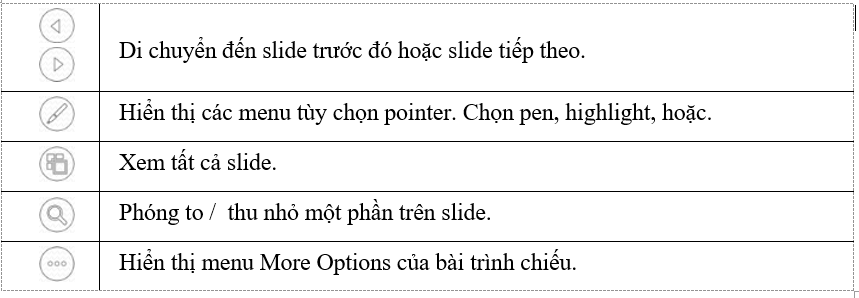 Di chuyển đến slide trước đó hoặc slide tiếp theo.
Hiển thị các menu tùy chọn pointer. Chọn pen, highlight, hoặc.
Xem tất cả slide.
Phóng to / thu nhỏ một phần trên slide.
Hiển thị menu More Options của bài trình chiếu.